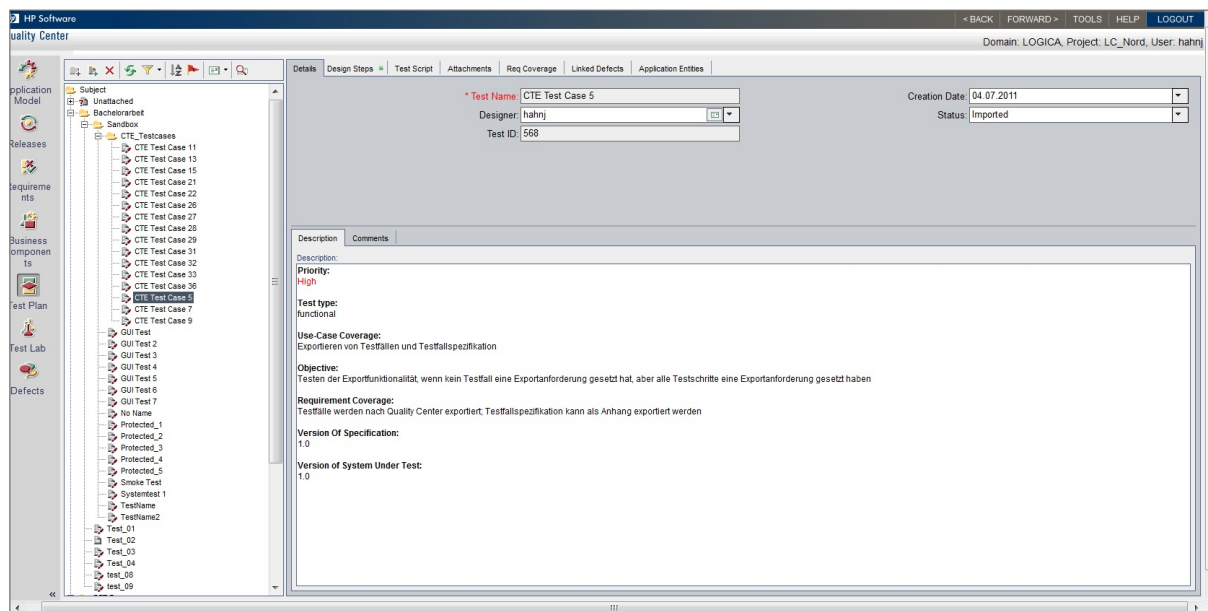 HP Software
< BACK FORWARD > TOOLS HELP LOGOUT
uality Center
Domain: LOGICA, Project: LC_Nord, User: hahnj
pplication
Model
Releases
equireme
nts
Business
omponen
ts
Test Plan
Test Lab
Defects
«
Subject
Unattached
Bachelorarbeit
Sandbox
CTE_Testcases
CTE Test Case 11
CTE Test Case 13
CTE Test Case 15
CTE Test Case 21
CTE Test Case 22
CTE Test Case 26
CTE Test Case 27
CTE Test Case 28
CTE Test Case 29
CTE Test Case 31
CTE Test Case 32
CTE Test Case 33
CTE Test Case 36
CTE Test Case 5
CTE Test Case 7
CTE Test Case 9
GUI Test
GUI Test 2
GUI Test 3
GUI Test 4
GUI Test 5
GUI Test 6
GUI Test 7
No Name
Protected_1
Protected_2
Protected_3
Protected_4
Protected_5
Smoke Test
Systemtest 1
TestName
TestName2
Test_01
Test_02
Test_03
Test_04
test_08
test_09
Details Design Steps Test Script Attachments Req Coverage Linked Defects Application Entities
* Test Name: CTE Test Case 5
Creation Date: 04.07.2011
Designer: hahnj
Status: Imported
Test ID: 568
Description Comments
Description:
Priority:
High
Test type:
functional
Use-Case Coverage:
Exportieren von Testfällen und Testfallspezifikation
Objective:
Testen der Exportfunktionalität, wenn kein Testfall eine Exportanforderung gesetzt hat, aber alle Testschritte eine Exportanforderung gesetzt haben
Requirement Coverage:
Testfälle werden nach Quality Center exportiert; Testfallspezifikation kann als Anhang exportiert werden
Version Of Specification:
1.0
Version of System Under Test:
1.0